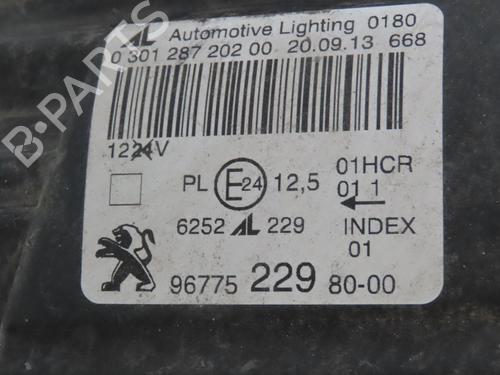 AL Automotive Lighting 0180
0 301 287 202 00 20.09.13 668
1224V
PL E24 12,5 01HCR
01 1
6252 AL 229 INDEX
01
96775 229 80-00
B-PARTS